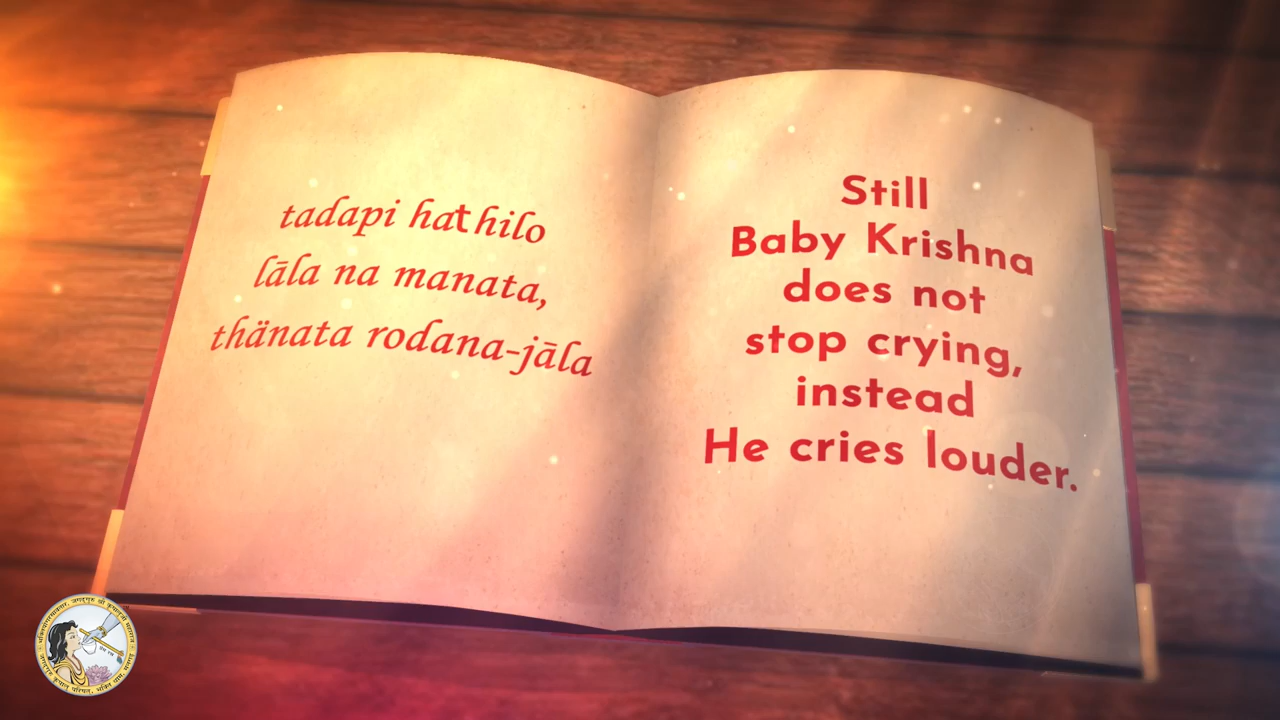 tadapi haṭhilo
lāla na manata,
thänata rodana-jāla
Still
Baby Krishna
does not
stop crying,
instead
He cries louder.